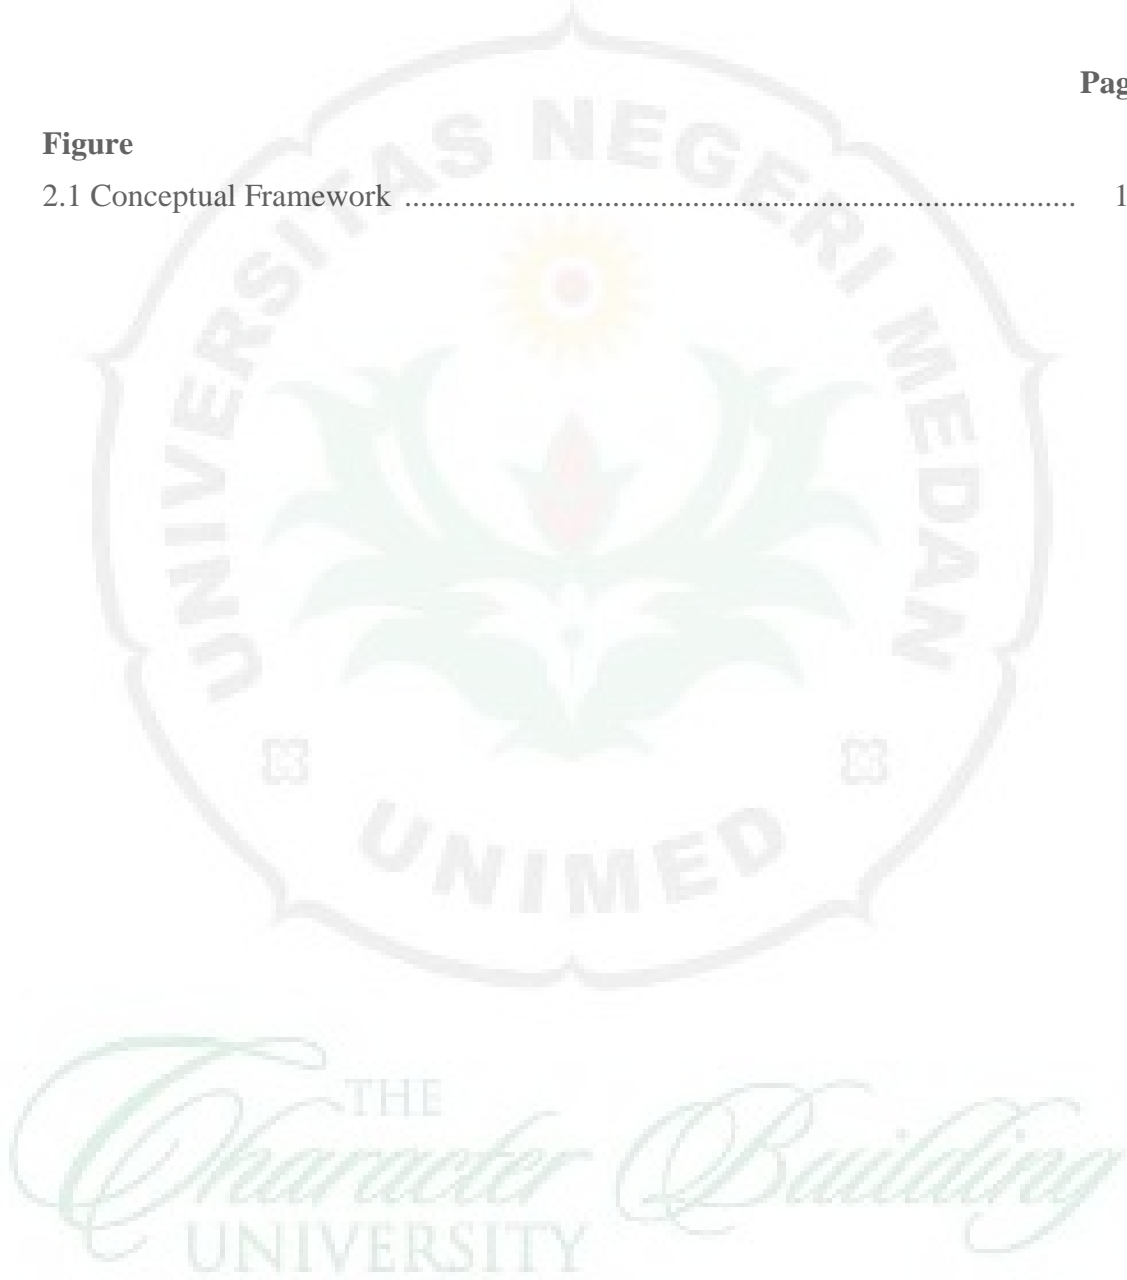 Pag
Figure
2.1 Conceptual Framework ........................................................................................ 1
UNIVERSITAS NEGERI MEDAN
UNIMED
THE
Character Building
UNIVERSITY